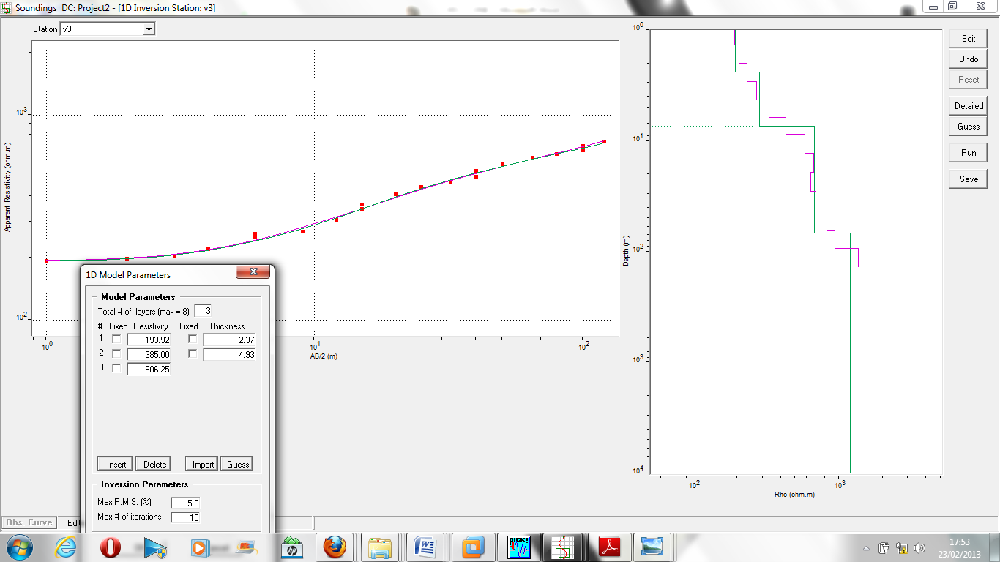 Soundings DC: Project2 - [1D Inversion Station: v3]
Station v3
10^3
10^2
Apparent Resistivity (ohm.m)
10^0 10^1 10^2
AB/2 (m)
10^0
10^1
10^2
10^3
10^4
Depth (m)
10^2 10^3
Rho (ohm.m)
Edit
Undo
Reset
Detailed
Guess
Run
Save
1D Model Parameters
Model Parameters
Total # of layers (max = 8) 3
# Fixed Resistivity Fixed Thickness
1 193.92 2.37
2 385.00 4.93
3 806.25
Insert Delete Import Guess
Inversion Parameters
Max R.M.S. (%) 5.0
Max # of iterations 10
Obs. Curve
hp
PICK!
17:53
23/02/2013